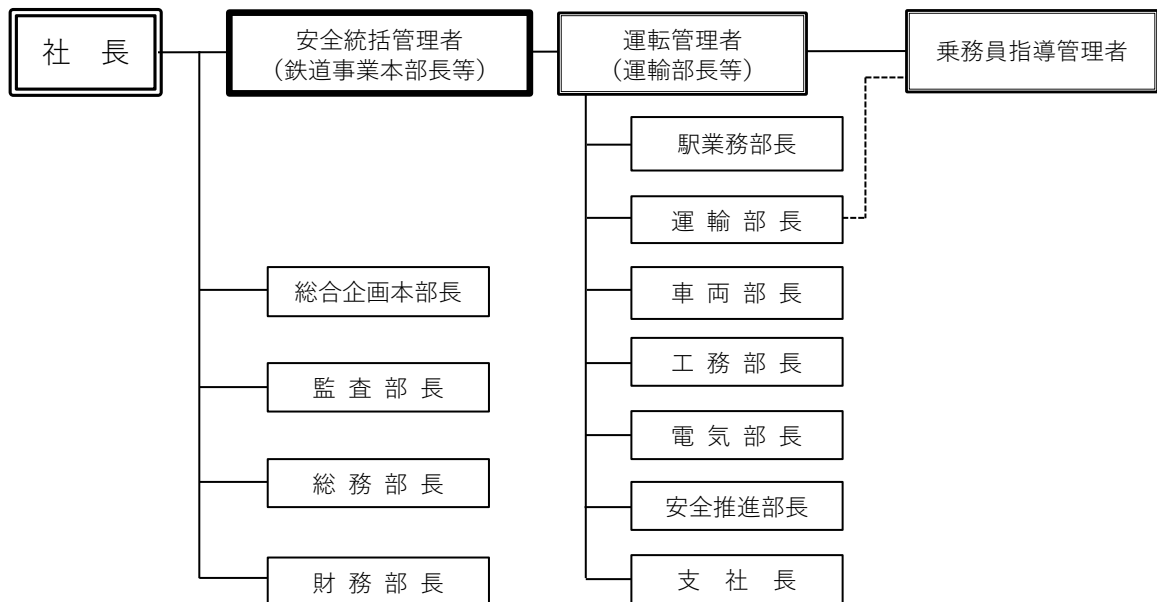 社　長
安全統括管理者
（鉄道事業本部長等）
運転管理者
（運輸部長等）
乗務員指導管理者
駅業務部長
運 輸 部 長
車 両 部 長
工 務 部 長
電 気 部 長
安全推進部長
支　社　長
総合企画本部長
監 査 部 長
総 務 部 長
財 務 部 長